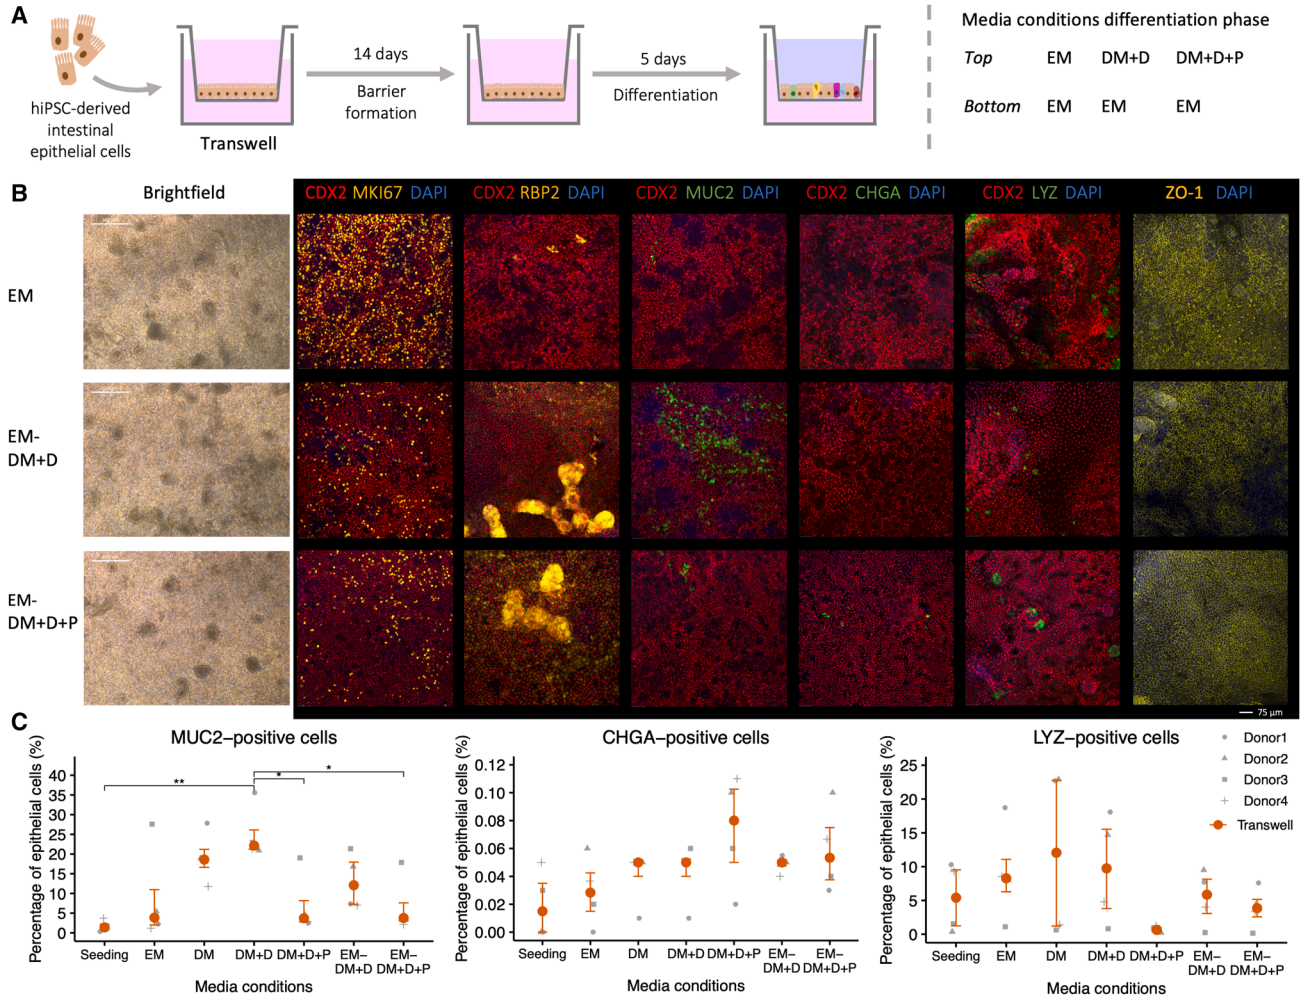 A
hiPSC-derived
intestinal
epithelial cells
Transwell
14 days
Barrier
formation
5 days
Differentiation
Media conditions differentiation phase
Top EM DM+D DM+D+P
Bottom EM EM EM
B
Brightfield
CDX2 MKI67 DAPI
CDX2 RBP2 DAPI
CDX2 MUC2 DAPI
CDX2 CHGA DAPI
CDX2 LYZ DAPI
ZO-1 DAPI
EM
EM-
DM+D
EM-
DM+D+P
75 µm
C
MUC2–positive cells
Percentage of epithelial cells (%)
40
35
30
25
20
15
10
5
0
**
*
*
Seeding EM DM DM+D DM+D+P EM– EM–
DM+D DM+D+P
Media conditions
CHGA–positive cells
Percentage of epithelial cells (%)
0.12
0.10
0.08
0.06
0.04
0.02
0.00
Seeding EM DM DM+D DM+D+P EM– EM–
DM+D DM+D+P
Media conditions
LYZ–positive cells
Percentage of epithelial cells (%)
25
20
15
10
5
0
Seeding EM DM DM+D DM+D+P EM– EM–
DM+D DM+D+P
Media conditions
Donor1
Donor2
Donor3
Donor4
Transwell